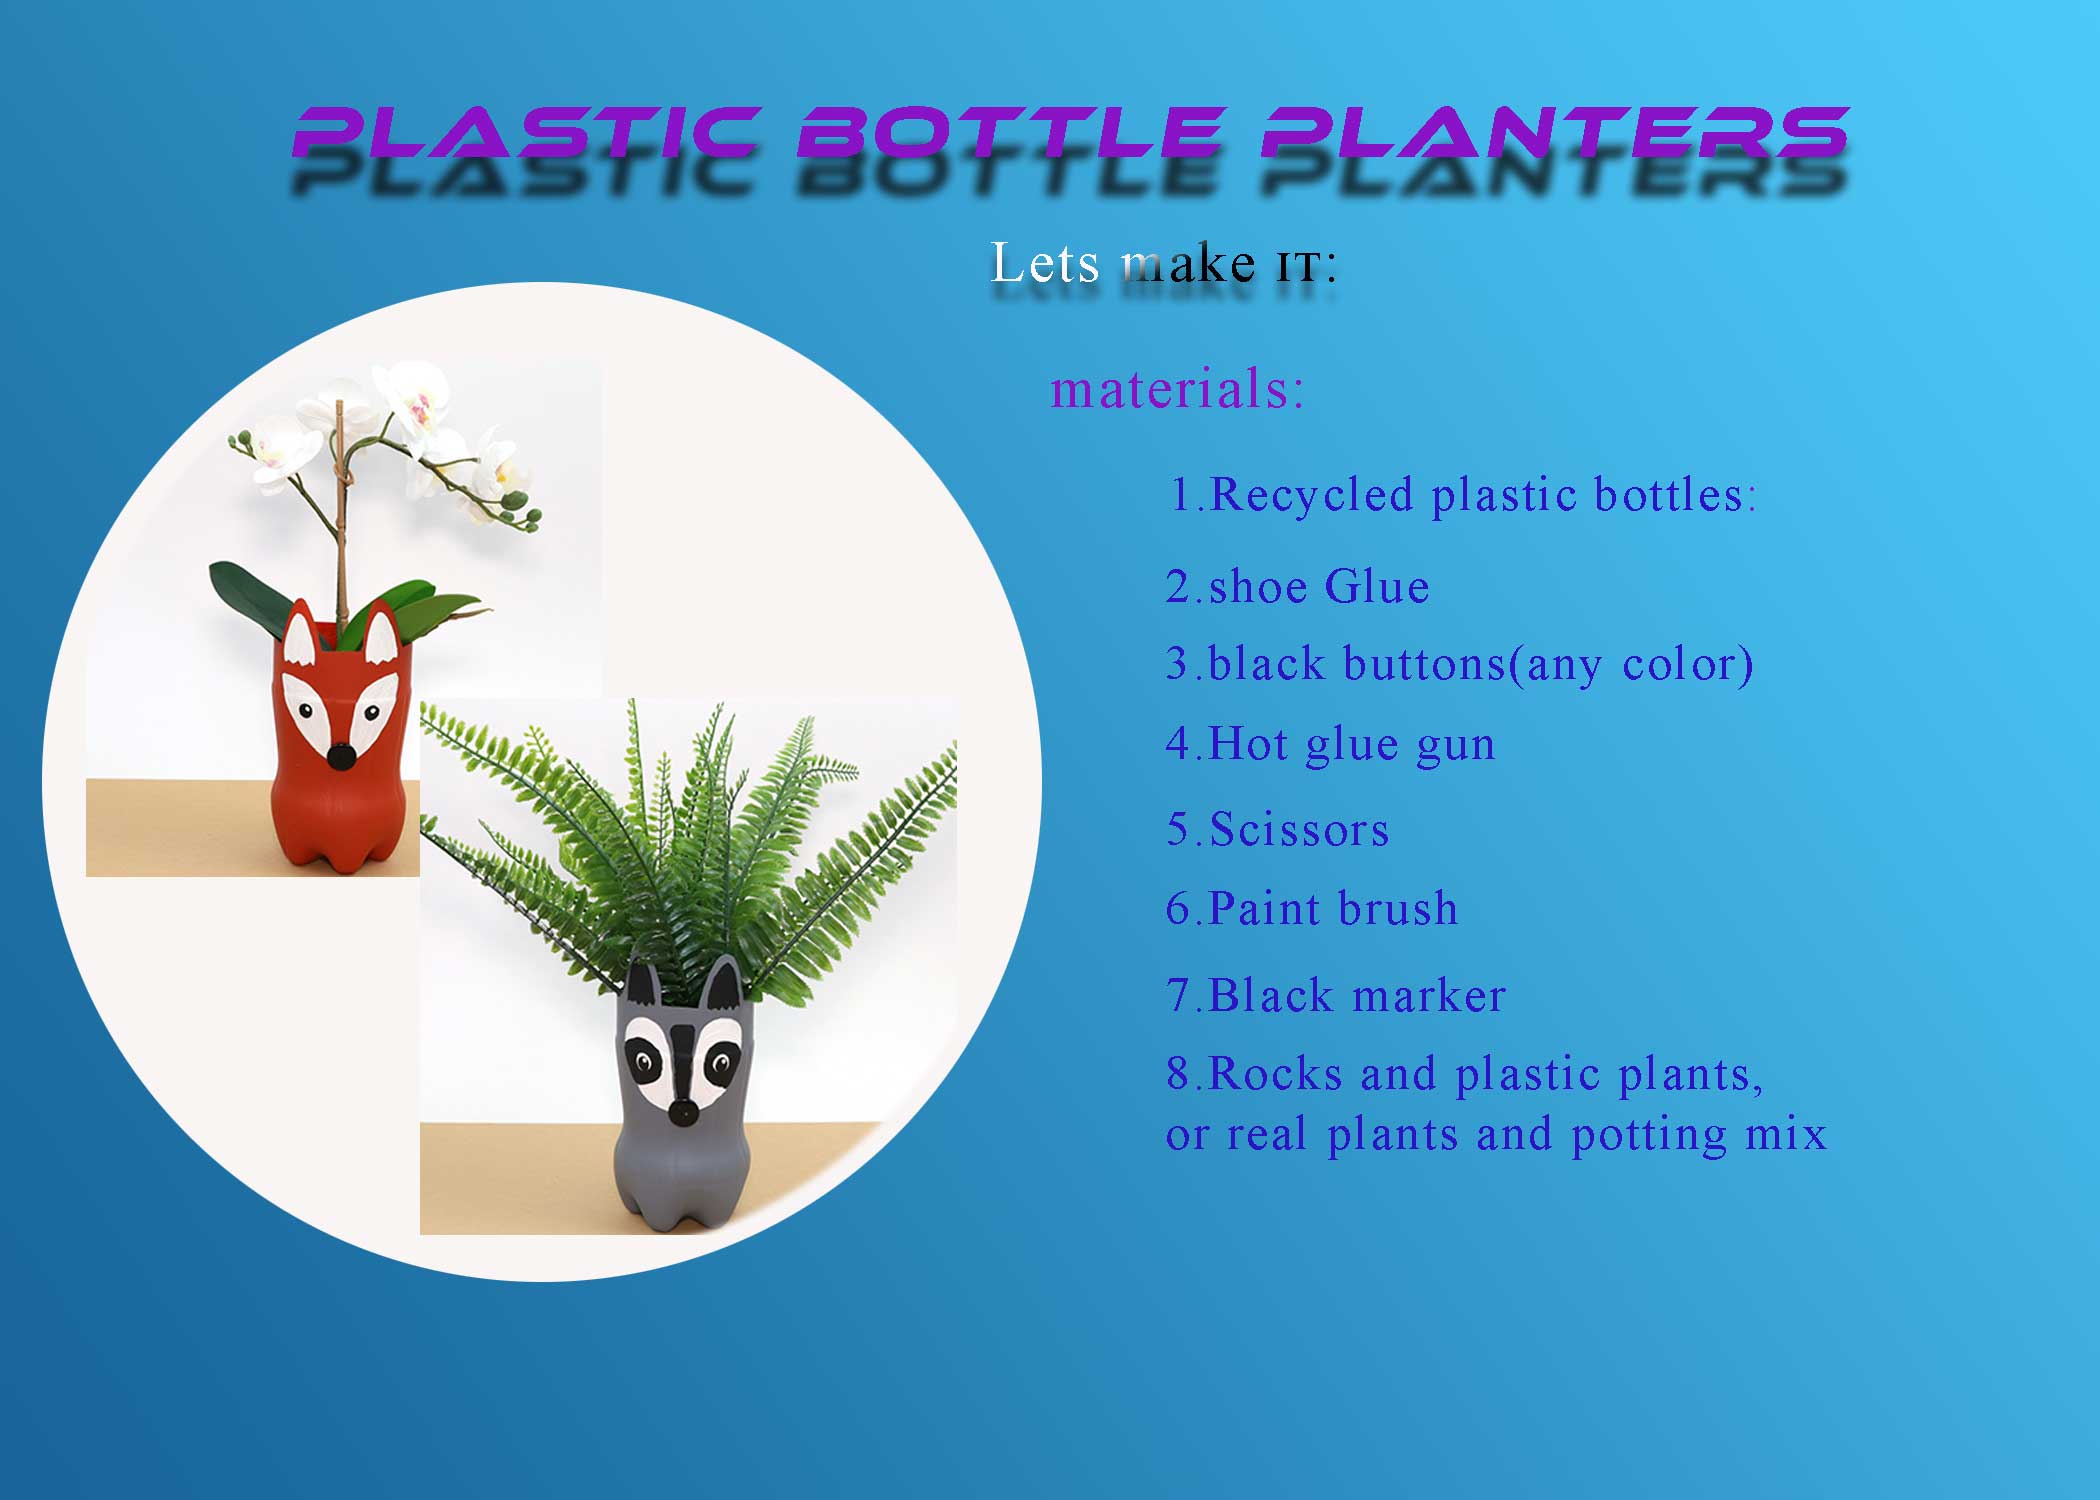 PLASTIC BOTTLE PLANTERS
Lets make IT:
materials:
1.Recycled plastic bottles:
2.shoe Glue
3.black buttons(any color)
4.Hot glue gun
5.Scissors
6.Paint brush
7.Black marker
8.Rocks and plastic plants,
or real plants and potting mix